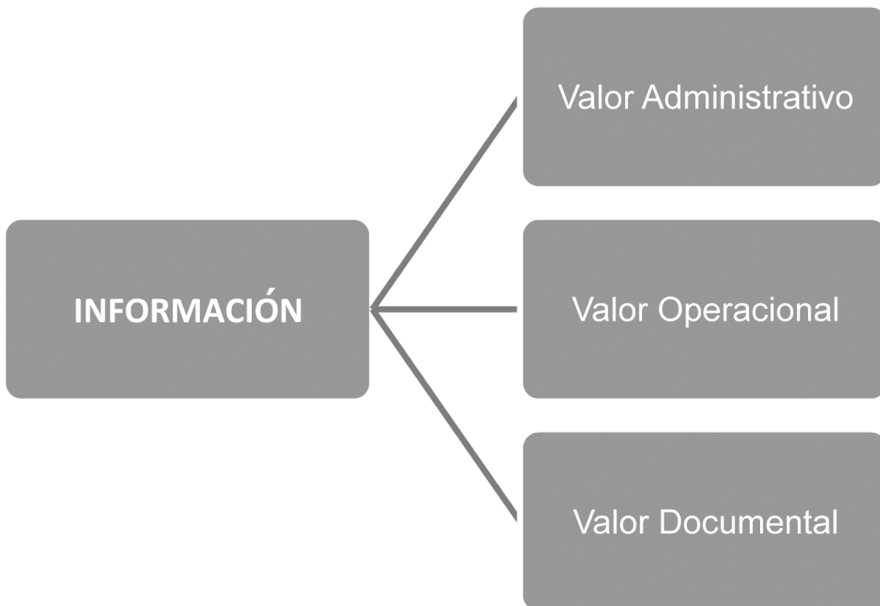 INFORMACIÓN
Valor Administrativo
Valor Operacional
Valor Documental